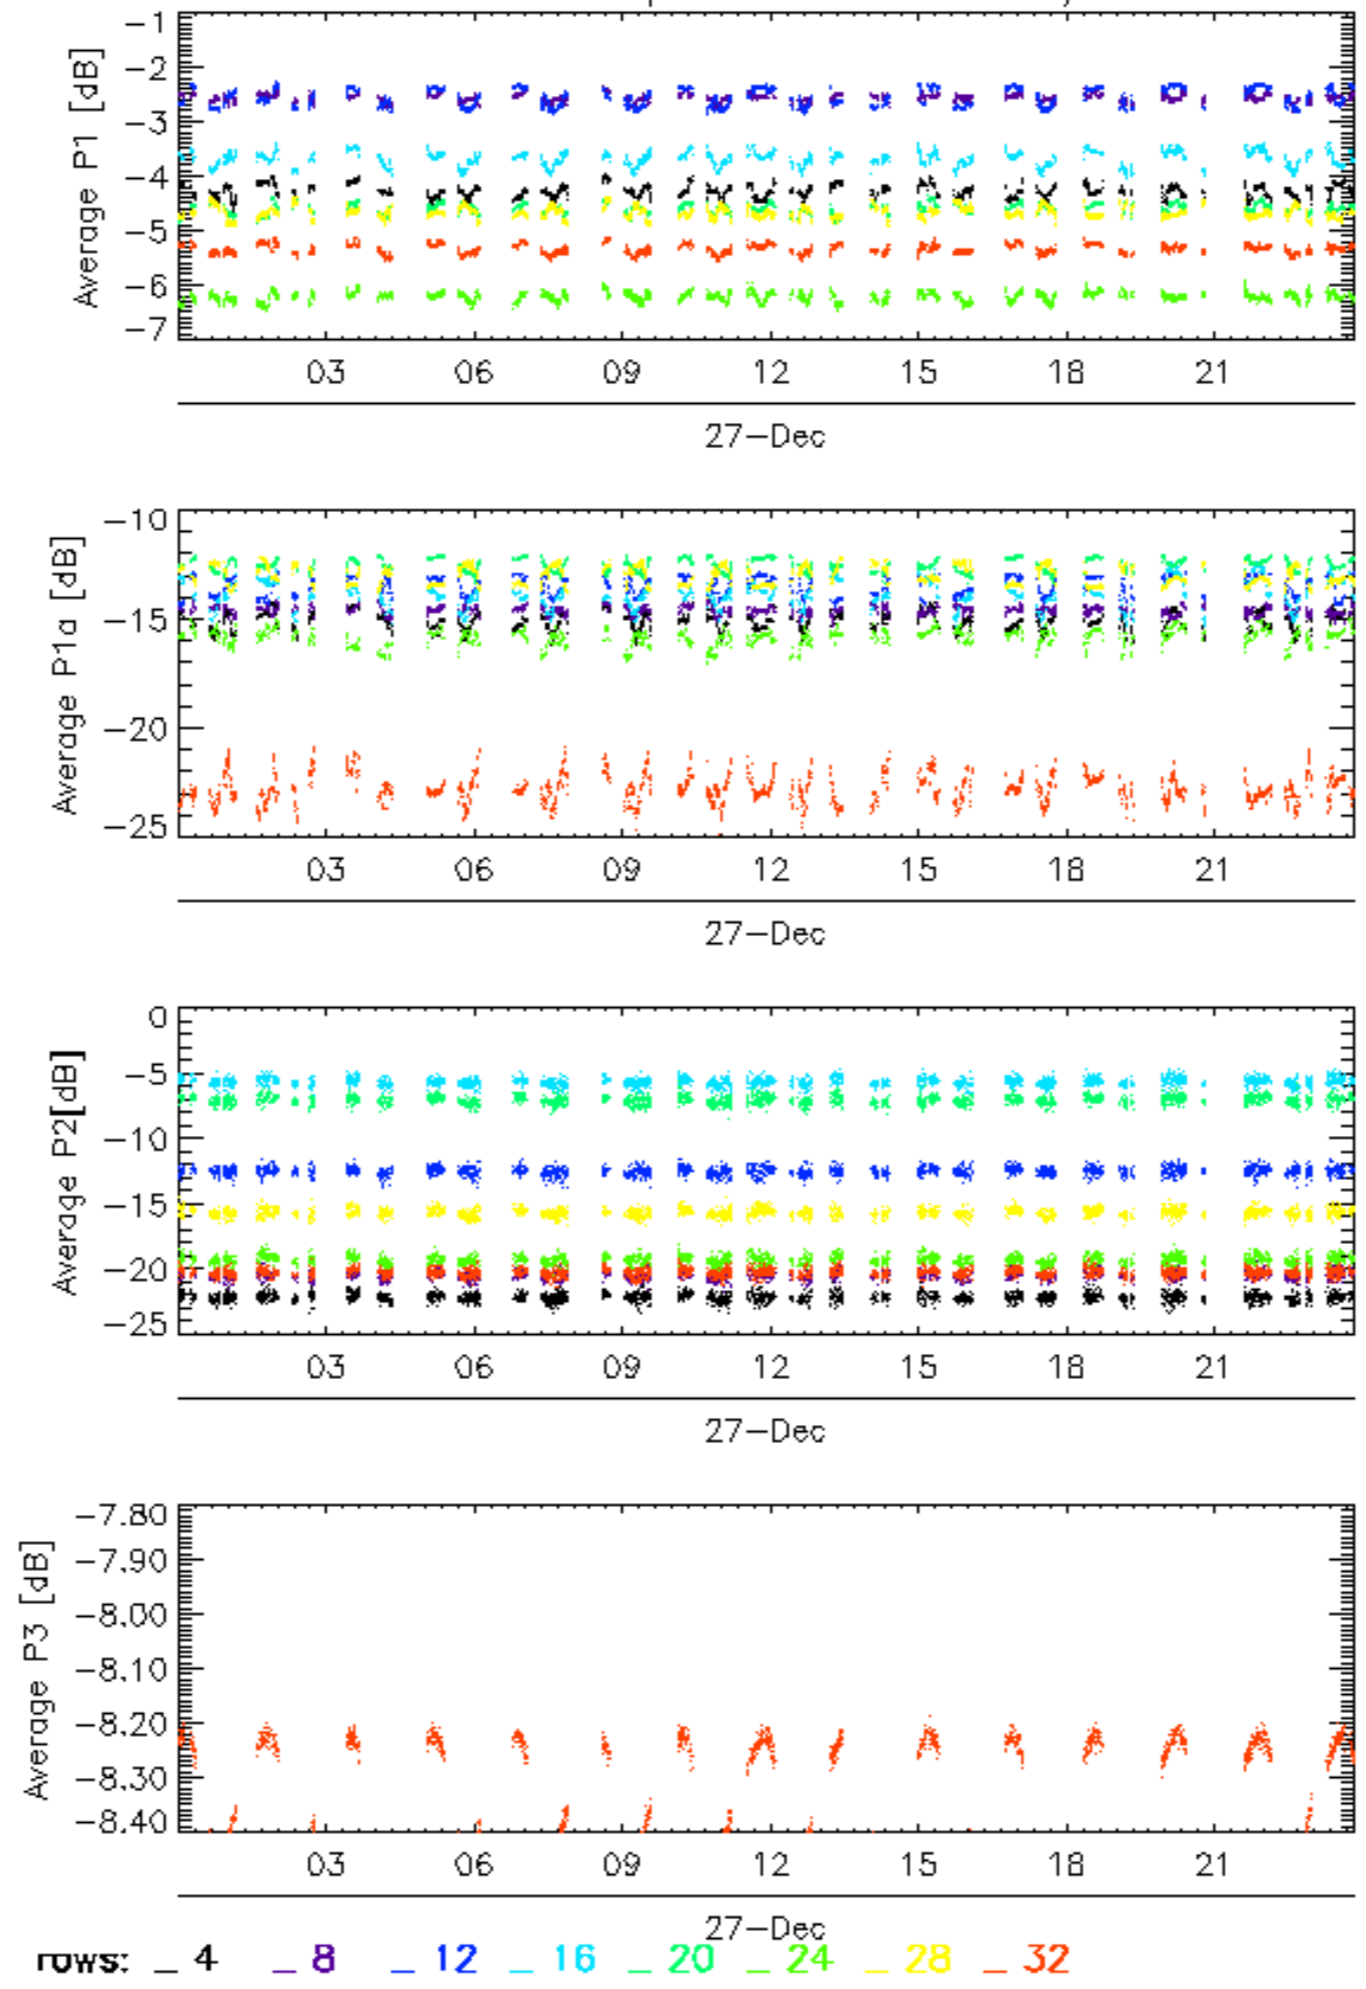 Average P1 [dB]
−1
−2
−3
−4
−5
−6
−7
03 06 09 12 15 18 21
27−Dec
Average P1a [dB]
−10
−15
−20
−25
03 06 09 12 15 18 21
27−Dec
Average P2[dB]
0
−5
−10
−15
−20
−25
03 06 09 12 15 18 21
27−Dec
Average P3 [dB]
−7.80
−7.90
−8.00
−8.10
−8.20
−8.30
−8.40
03 06 09 12 15 18 21
27−Dec
rows: _ 4 _ 8 _ 12 _ 16 _ 20 _ 24 _ 28 _ 32